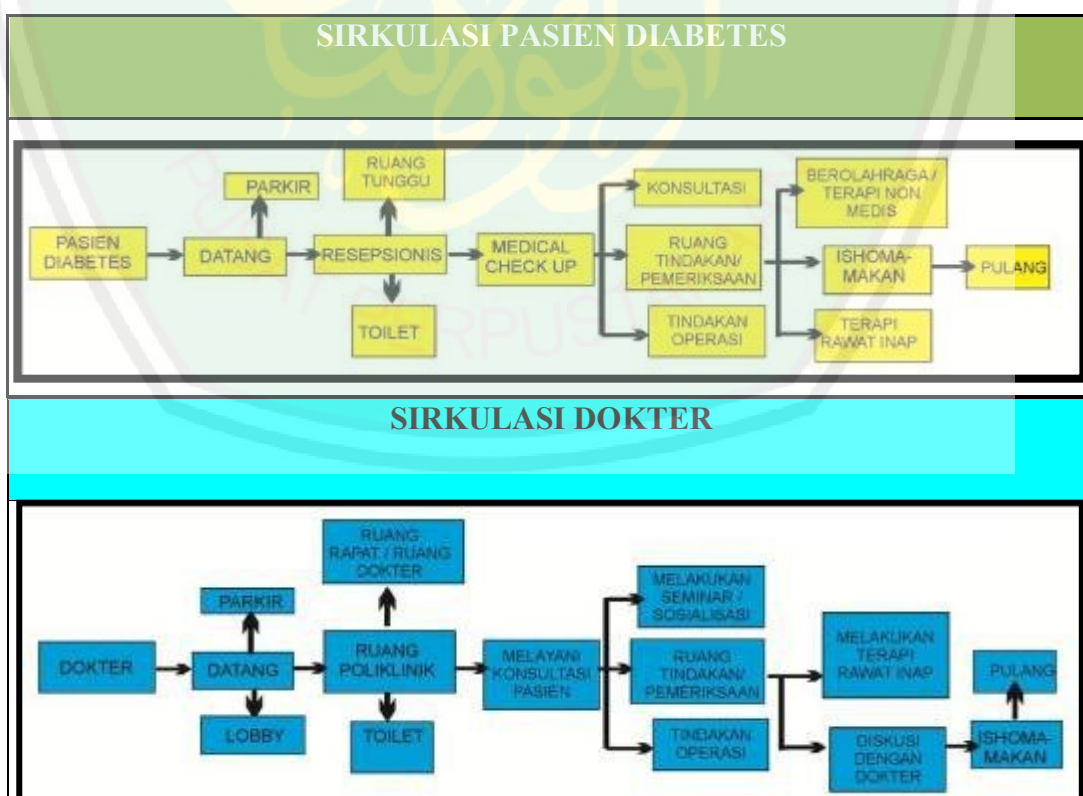 SIRKULASI PASIEN DIABETES
PASIEN
DIABETES
DATANG
PARKIR
RESEPSIONIS
RUANG
TUNGGU
TOILET
MEDICAL
CHECK UP
KONSULTASI
RUANG
TINDAKAN/
PEMERIKSAAN
TINDAKAN
OPERASI
BEROLAHRAGA /
TERAPI NON
MEDIS
ISHOMA-
MAKAN
TERAPI
RAWAT INAP
PULANG
SIRKULASI DOKTER
DOKTER
DATANG
PARKIR
LOBBY
RUANG
POLIKLINIK
RUANG
RAPAT / RUANG
DOKTER
TOILET
MELAYANI
KONSULTASI
PASIEN
MELAKUKAN
SEMINAR /
SOSIALISASI
RUANG
TINDAKAN/
PEMERIKSAAN
TINDAKAN
OPERASI
MELAKUKAN
TERAPI
RAWAT INAP
DISKUSI
DENGAN
DOKTER
ISHOMA-
MAKAN
PULANG